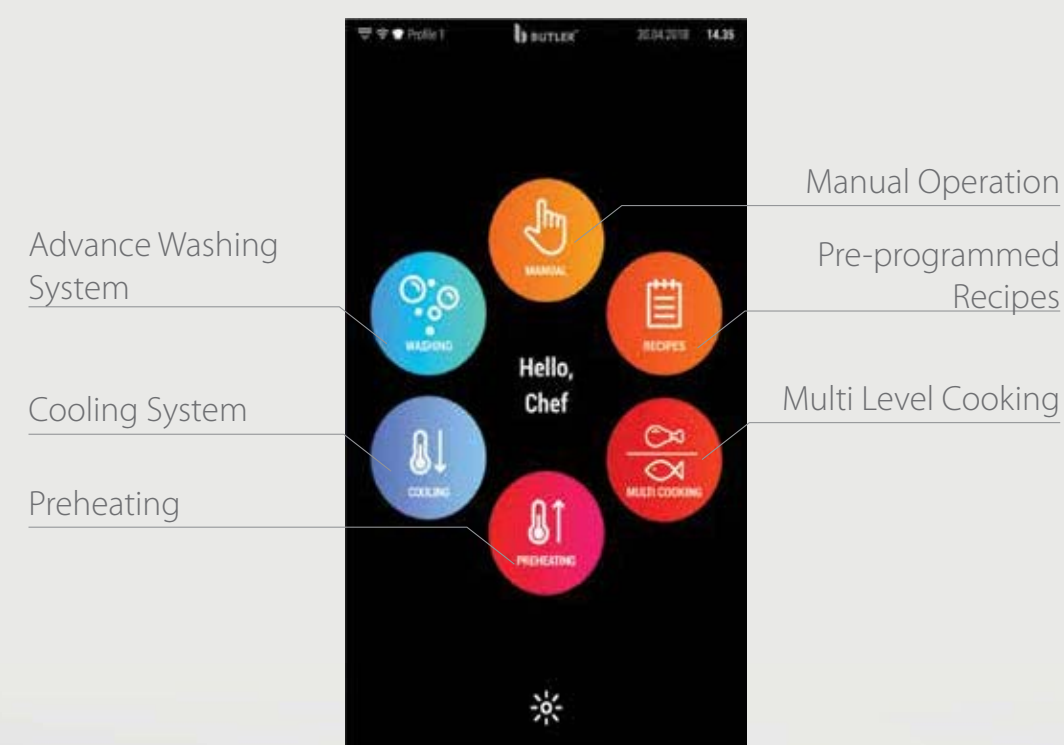 Profile 1
BUTLER
20.04.2018 14.35
MANUAL
Manual Operation
Advance Washing
System
WASHING
RECIPES
Pre-programmed
Recipes
Hello,
Chef
Cooling System
COOLING
MULTI COOKING
Multi Level Cooking
Preheating
PREHEATING